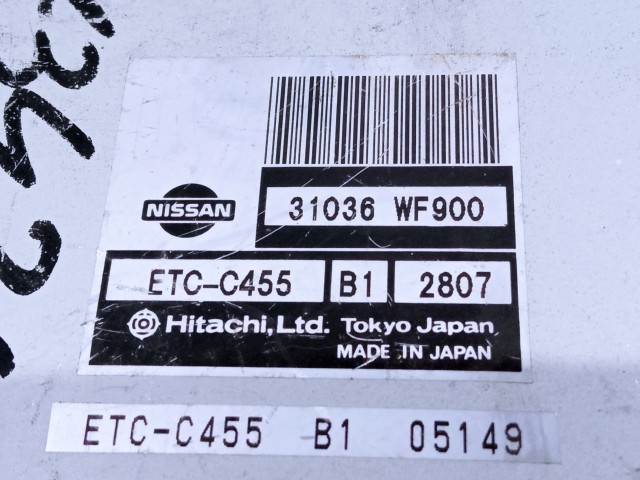 NISSAN
31036 WF900
ETC-C455 B1 2807
Hitachi, Ltd. Tokyo Japan
MADE IN JAPAN
ETC-C455 B1 05149